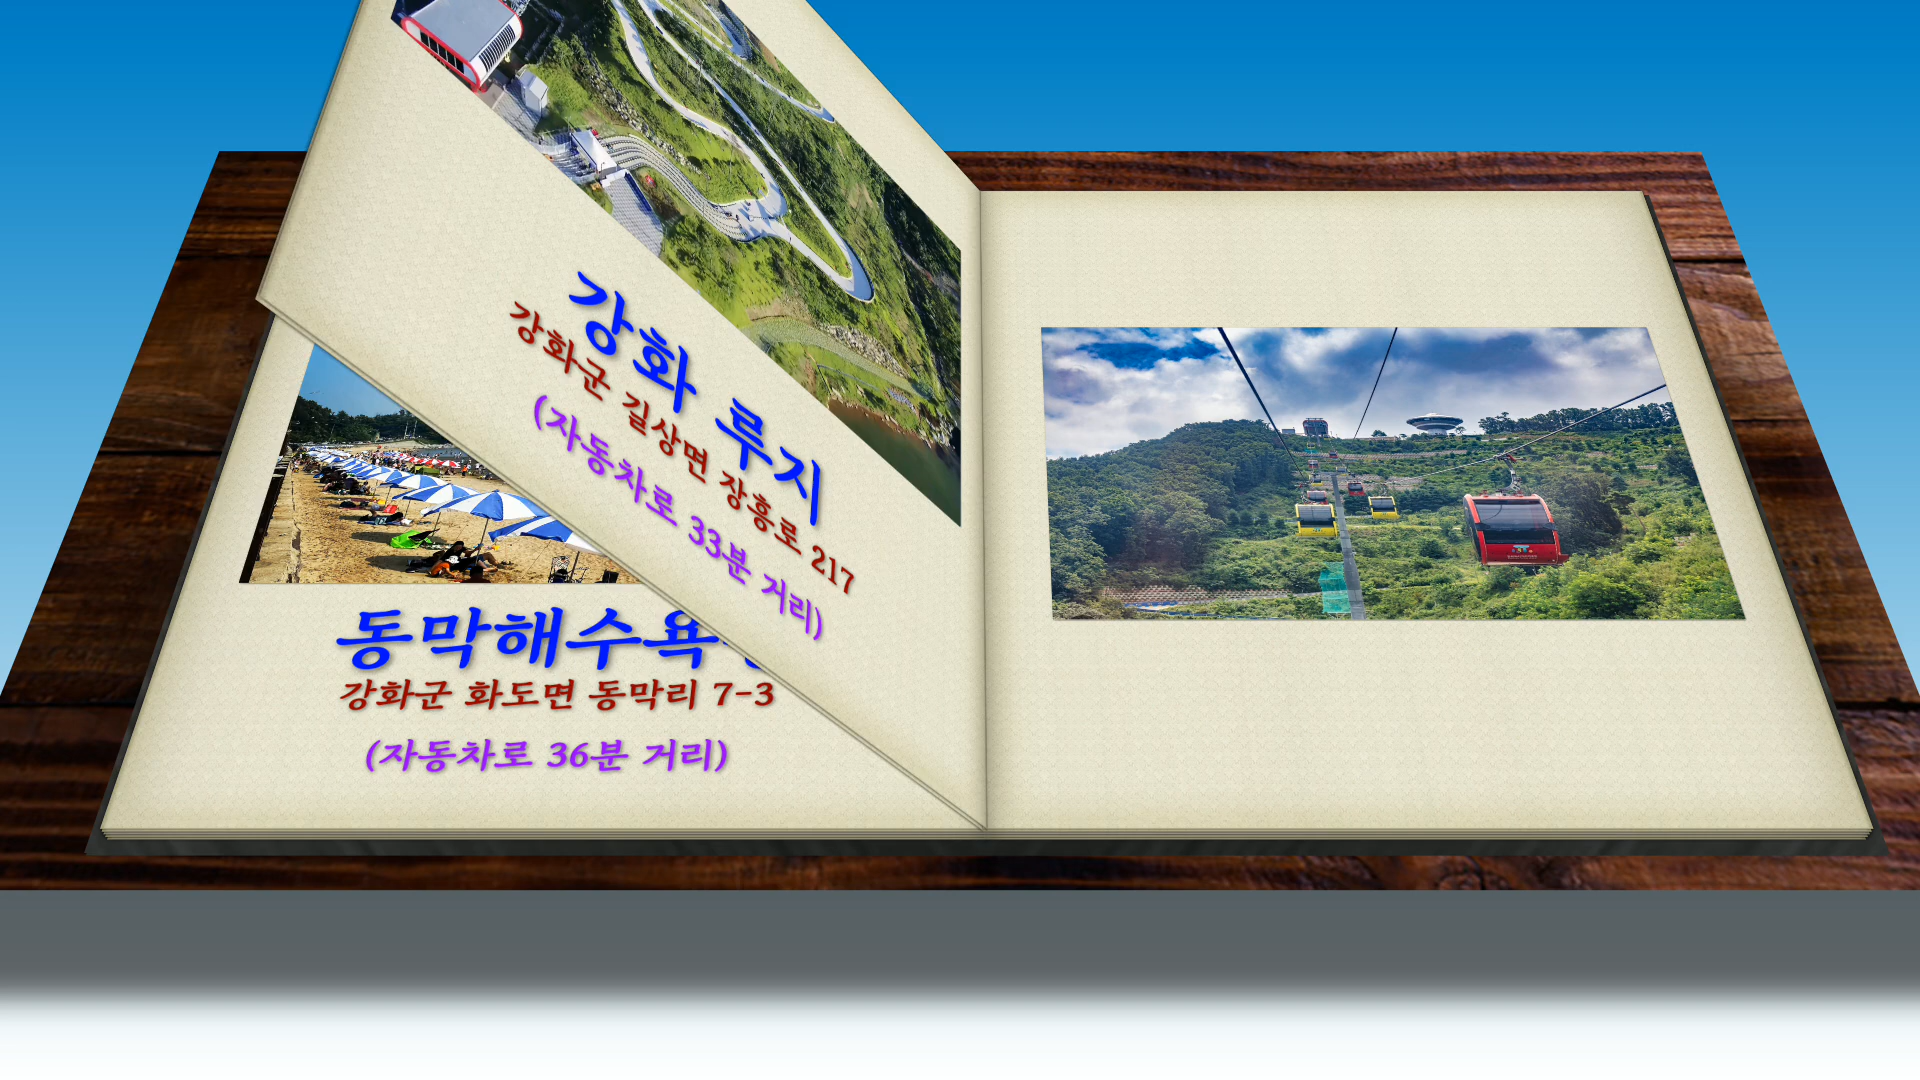 강화 루지
강화군 길상면 장흥로 217
(자동차로 33분 거리)
동막해수욕
강화군 화도면 동막리 7-3
(자동차로 36분 거리)